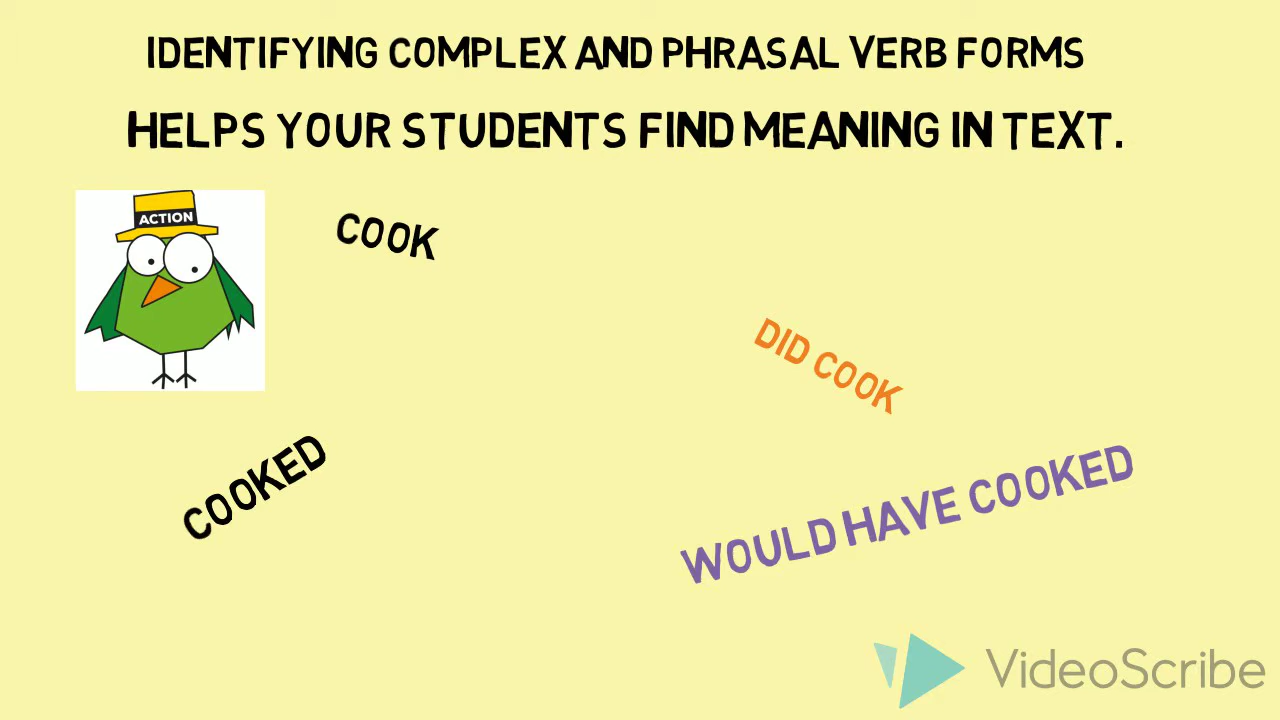 IDENTIFYING COMPLEX AND PHRASAL VERB FORMS
HELPS YOUR STUDENTS FIND MEANING IN TEXT.
ACTION
COOK
DID COOK
COOKED
WOULD HAVE COOKED
VideoScribe